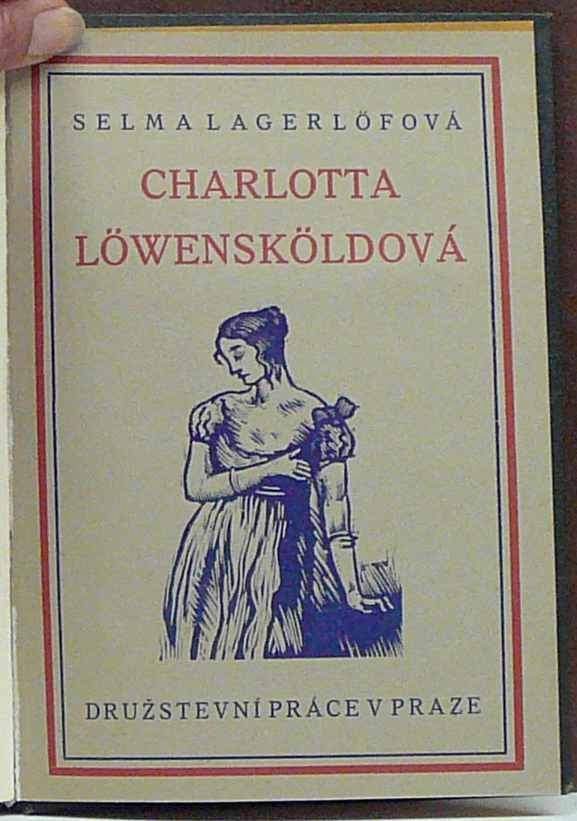 SELMA LAGERLÖFOVÁ
CHARLOTTA
LÖWENSKÖLDOVÁ
DRUŽSTEVNÍ PRÁCE V PRAZE